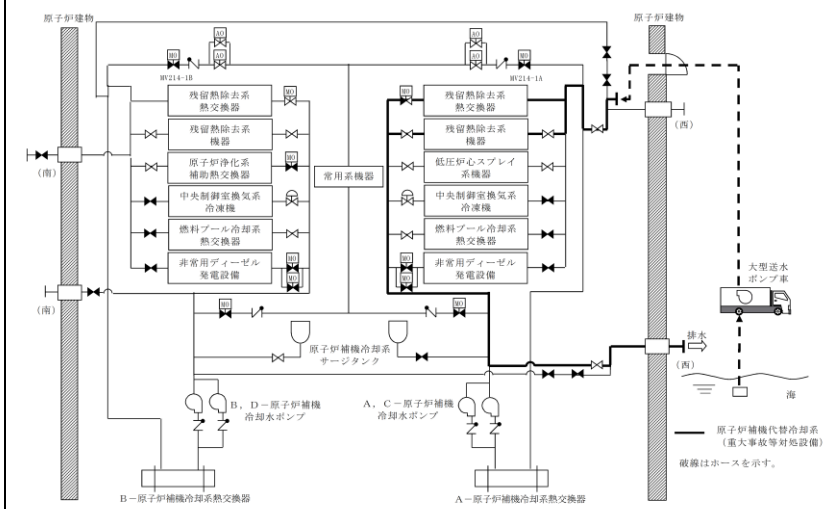 原子炉建物
原子炉建物
AO
AO
MO
AO
AO
MO
MV214-1B
MV214-1A
残留熱除去系
熱交換器
MO
MO
残留熱除去系
熱交換器
残留熱除去系
機器
残留熱除去系
機器
(西)
(南)
原子炉浄化系
補助熱交換器
MO
常用系機器
低圧炉心スプレイ
系機器
中央制御室換気系
冷凍機
中央制御室換気系
冷凍機
燃料プール冷却系
熱交換器
燃料プール冷却系
熱交換器
非常用ディーゼル
発電設備
MO
MO
MO
MO
非常用ディーゼル
発電設備
大型送水
ポンプ車
(南)
MO
MO
原子炉補機冷却系
サージタンク
排水
(西)
海
B,D-原子炉補機
冷却水ポンプ
A,C-原子炉補機
冷却水ポンプ
原子炉補機代替冷却系
(重大事故等対処設備)
破線はホースを示す。
B-原子炉補機冷却系熱交換器
A-原子炉補機冷却系熱交換器